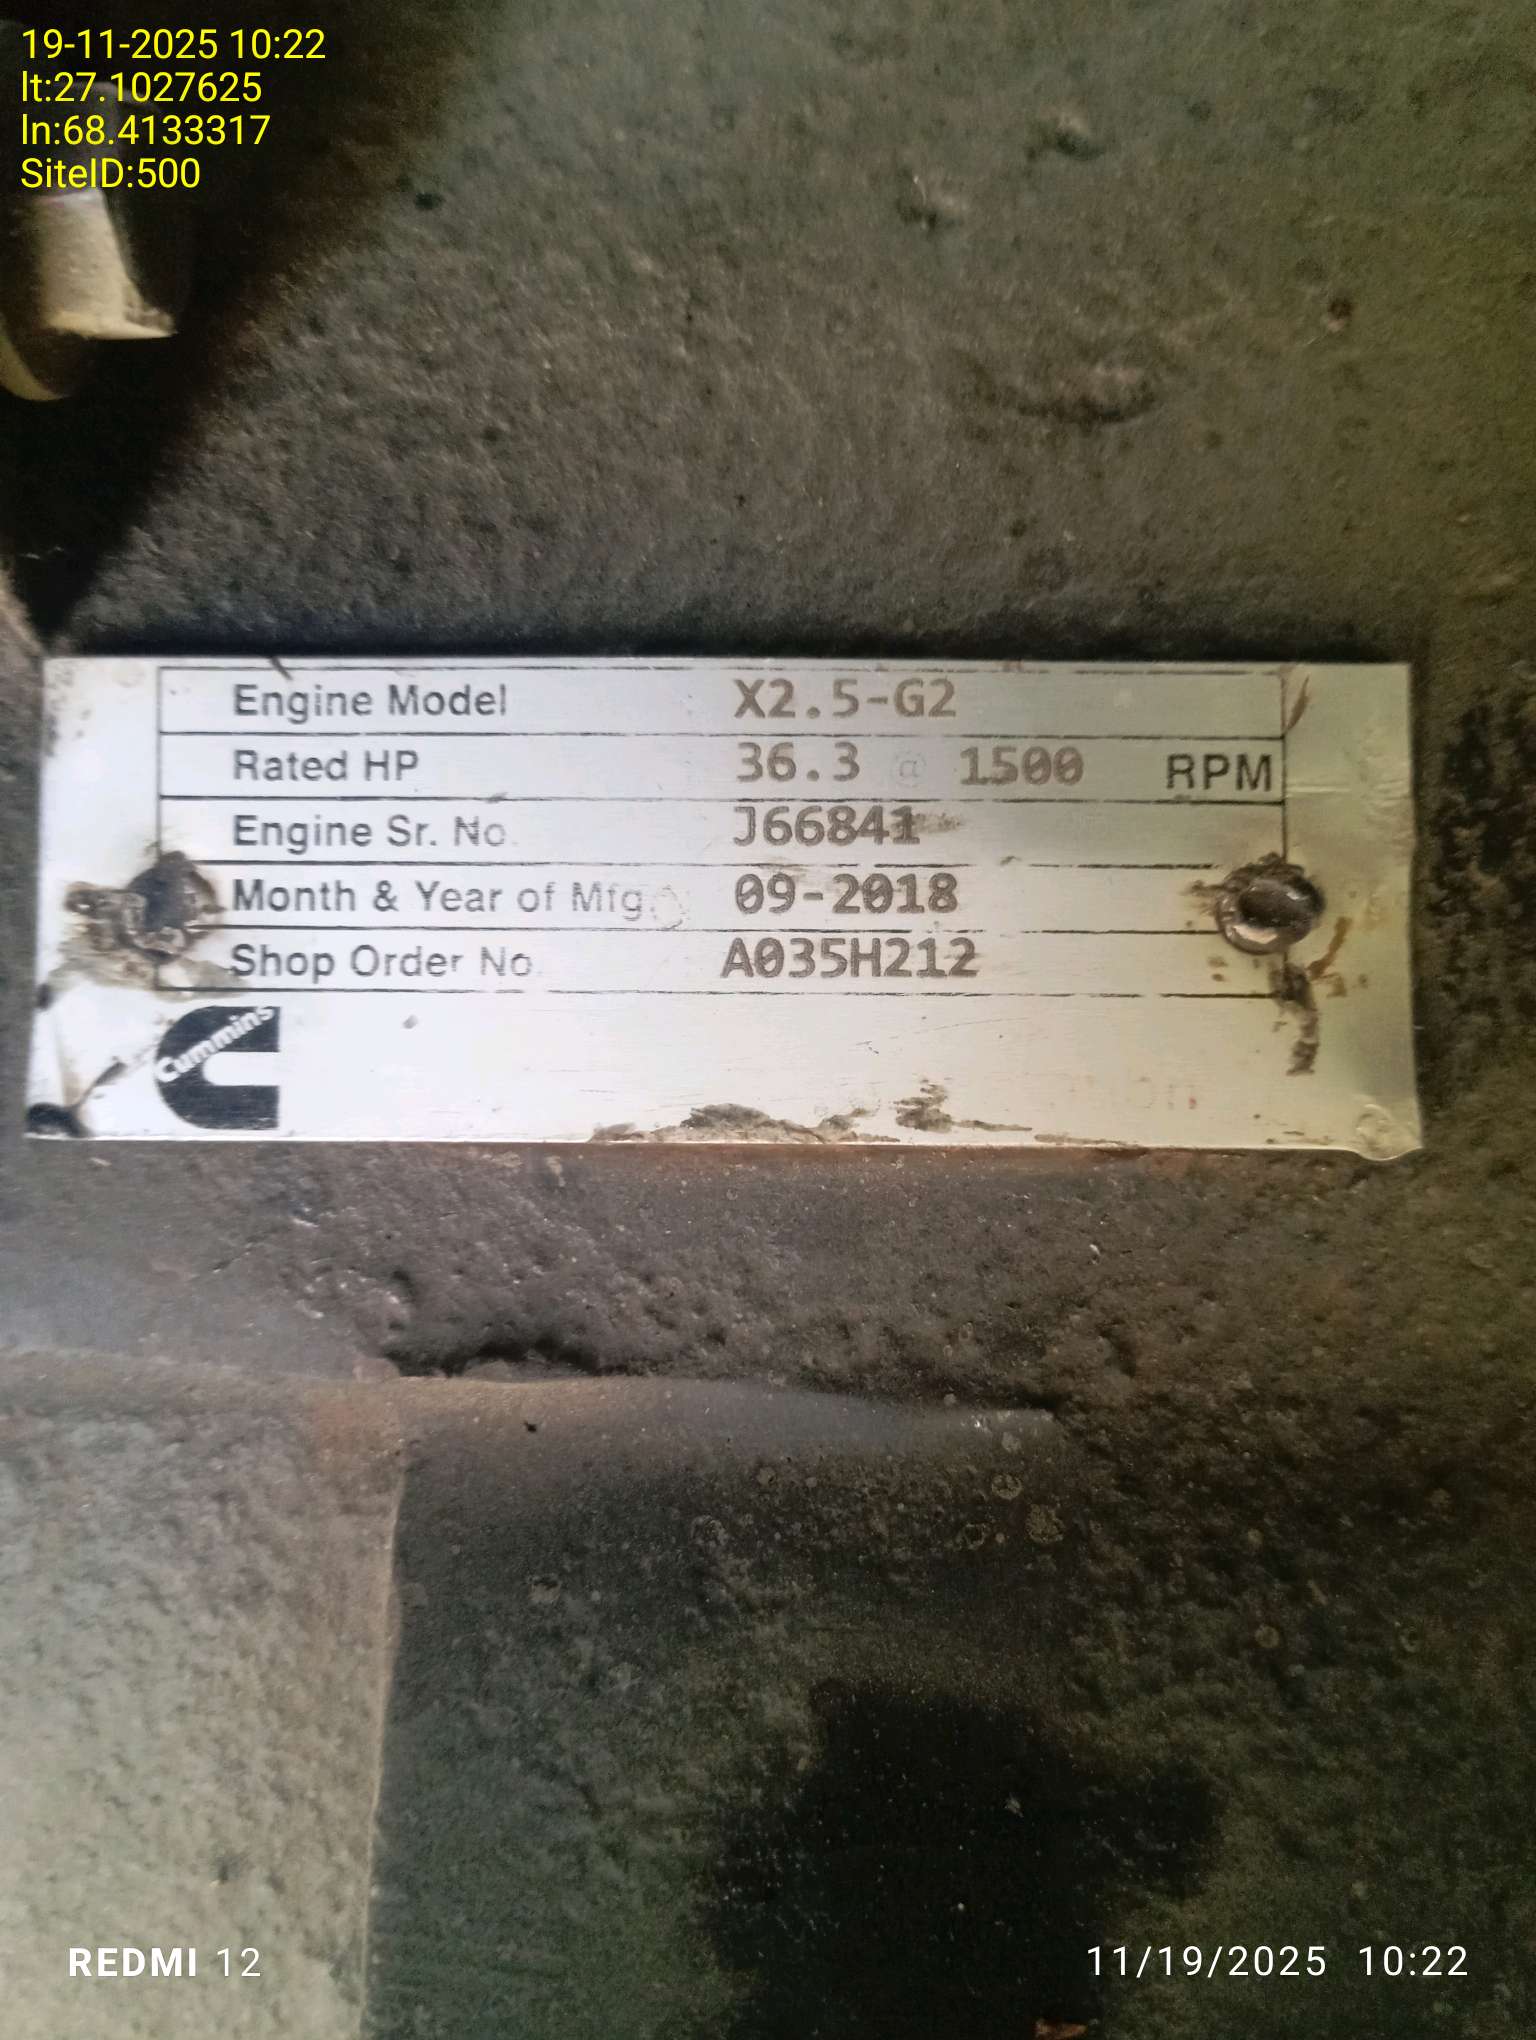 19-11-2025 10:22
lt:27.1027625
ln:68.4133317
SiteID:500
Engine Model X2.5-G2
Rated HP 36.3 @ 1500 RPM
Engine Sr. No. J66841
Month & Year of Mfg. 09-2018
Shop Order No. A035H212
Cummins
REDMI 12
11/19/2025 10:22